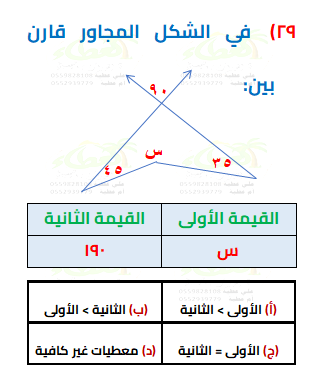 ٢٩) في الشكل المجاور قارن
بين:
٩٠
س
٣٥
٤٥
القيمة الأولى القيمة الثانية
س ١٩٠
(أ) الأولى > الثانية (ب) الثانية > الأولى
(ج) الأولى = الثانية (د) معطيات غير كافية